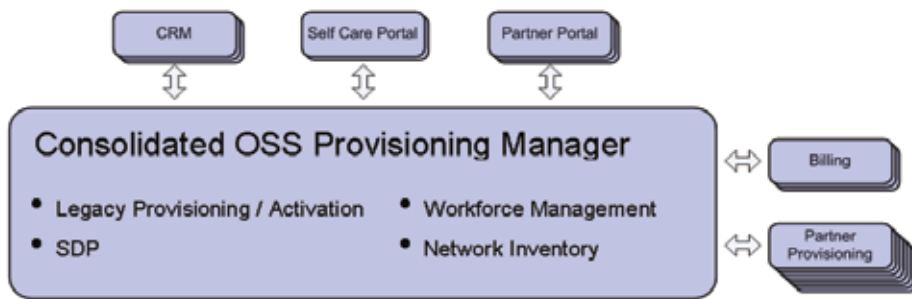 CRM
Self Care Portal
Partner Portal
Consolidated OSS Provisioning Manager
• Legacy Provisioning / Activation
• SDP
• Workforce Management
• Network Inventory
Billing
Partner
Provisioning